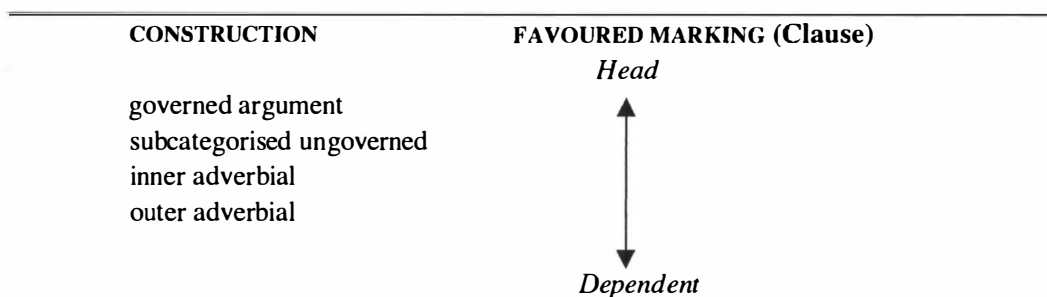 CONSTRUCTION FAVOURED MARKING (Clause)
Head
governed argument
subcategorised ungoverned
inner adverbial
outer adverbial
Dependent